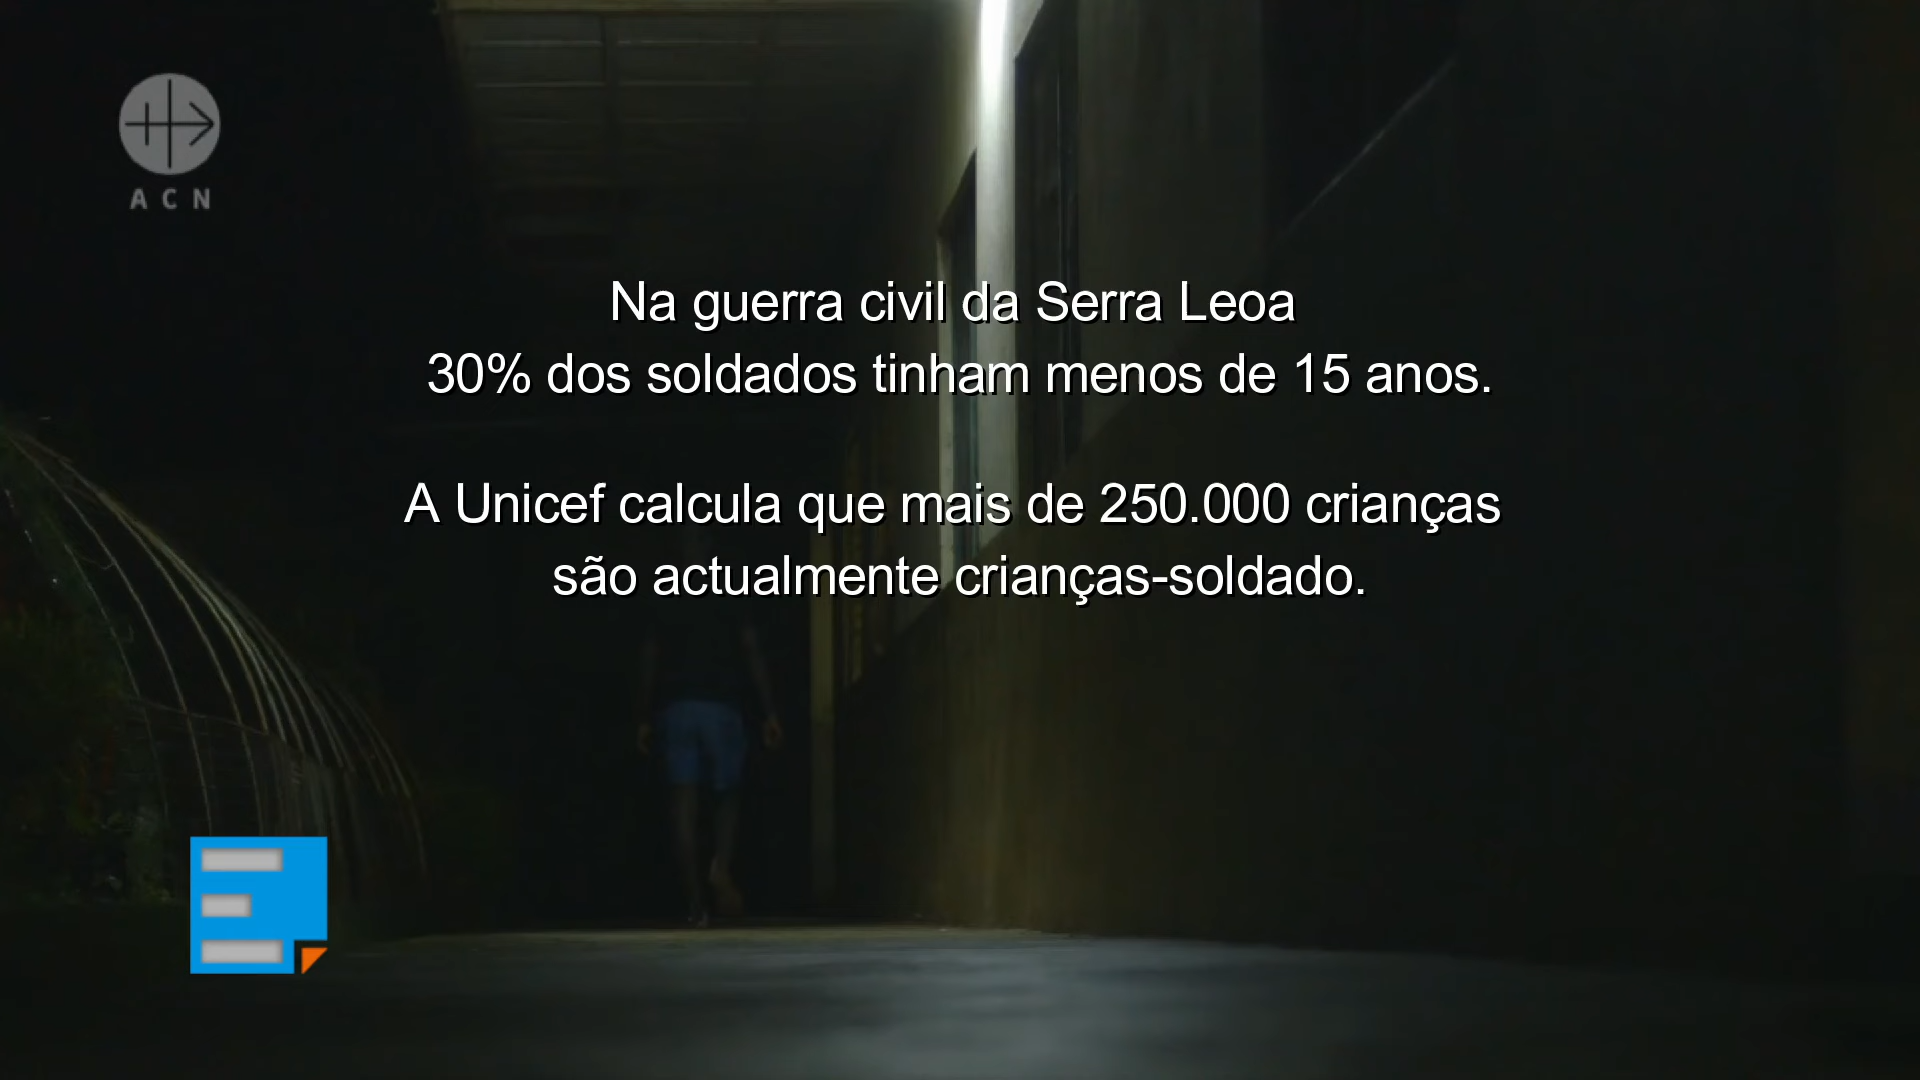 ACN
Na guerra civil da Serra Leoa
30% dos soldados tinham menos de 15 anos.
A Unicef calcula que mais de 250.000 crianças
são actualmente crianças-soldado.